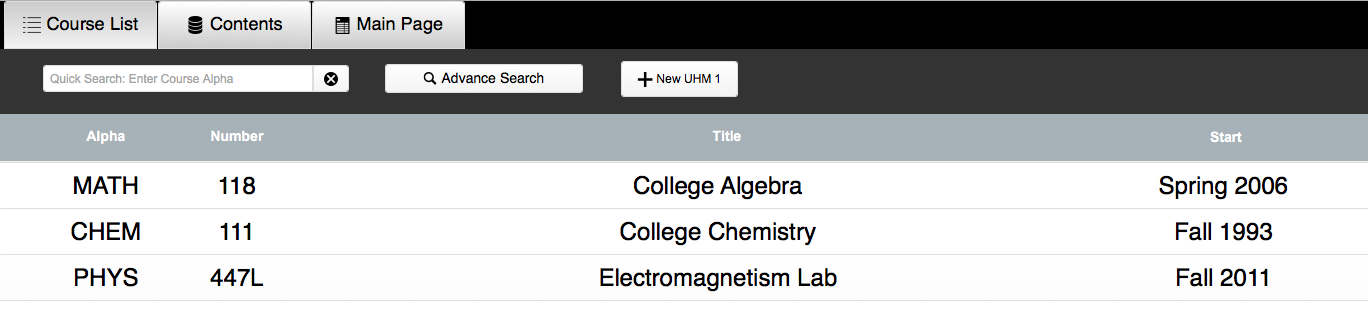 Course List Contents Main Page
Quick Search: Enter Course Alpha Advance Search New UHM 1
Alpha Number Title Start
MATH 118 College Algebra Spring 2006
CHEM 111 College Chemistry Fall 1993
PHYS 447L Electromagnetism Lab Fall 2011